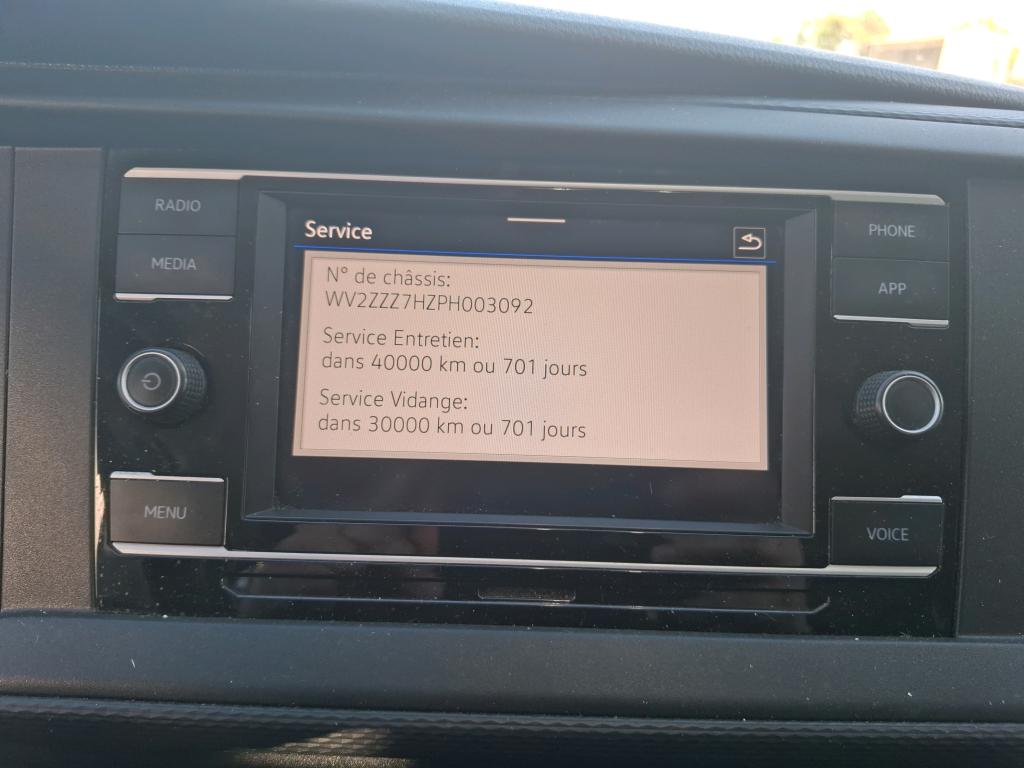 RADIO
MEDIA
MENU
Service
N° de châssis:
WV2ZZZ7HZPH003092
Service Entretien:
dans 40000 km ou 701 jours
Service Vidange:
dans 30000 km ou 701 jours
PHONE
APP
VOICE